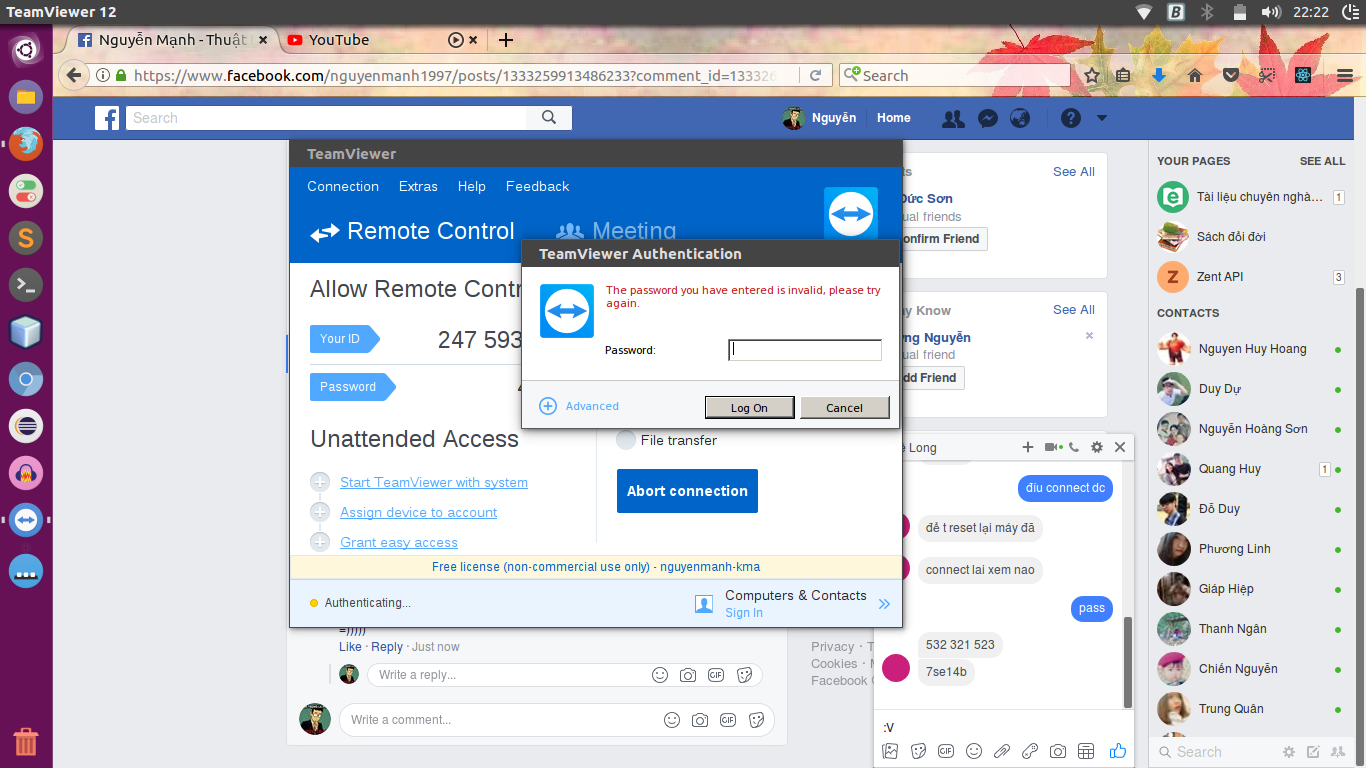 TeamViewer 12
22:22
Nguyễn Mạnh - Thuật
YouTube
https://www.facebook.com/nguyenmanh1997/posts/1333259913486233?comment_id=13332
Search
Search
Nguyễn
Home
TeamViewer
Connection
Extras
Help
Feedback
Remote Control
Meeting
Allow Remote Contr
Your ID
247 593
Password
TeamViewer Authentication
The password you have entered is invalid, please try
again.
Password:
Advanced
Log On
Cancel
Unattended Access
Start TeamViewer with system
Assign device to account
Grant easy access
File transfer
Abort connection
Free license (non-commercial use only) - nguyenmanh-kma
Authenticating...
Computers & Contacts
Sign In
=)))))
Like · Reply · Just now
Write a reply...
Write a comment...
See All
Đức Sơn
ual friends
onfirm Friend
y Know
See All
ng Nguyễn
ual friend
dd Friend
Privacy · T
Cookies ·
Facebook
Long
đíu connect dc
để t reset lại máy đã
connect lai xem nao
pass
532 321 523
7se14b
:V
YOUR PAGES
SEE ALL
Tài liệu chuyên nghà...
1
Sách đổi đời
Zent API
3
CONTACTS
Nguyen Huy Hoang
Duy Dự
Nguyễn Hoàng Sơn
Quang Huy
1
Đỗ Duy
Phương Linh
Giáp Hiệp
Thanh Ngân
Chiến Nguyễn
Trung Quân
Search